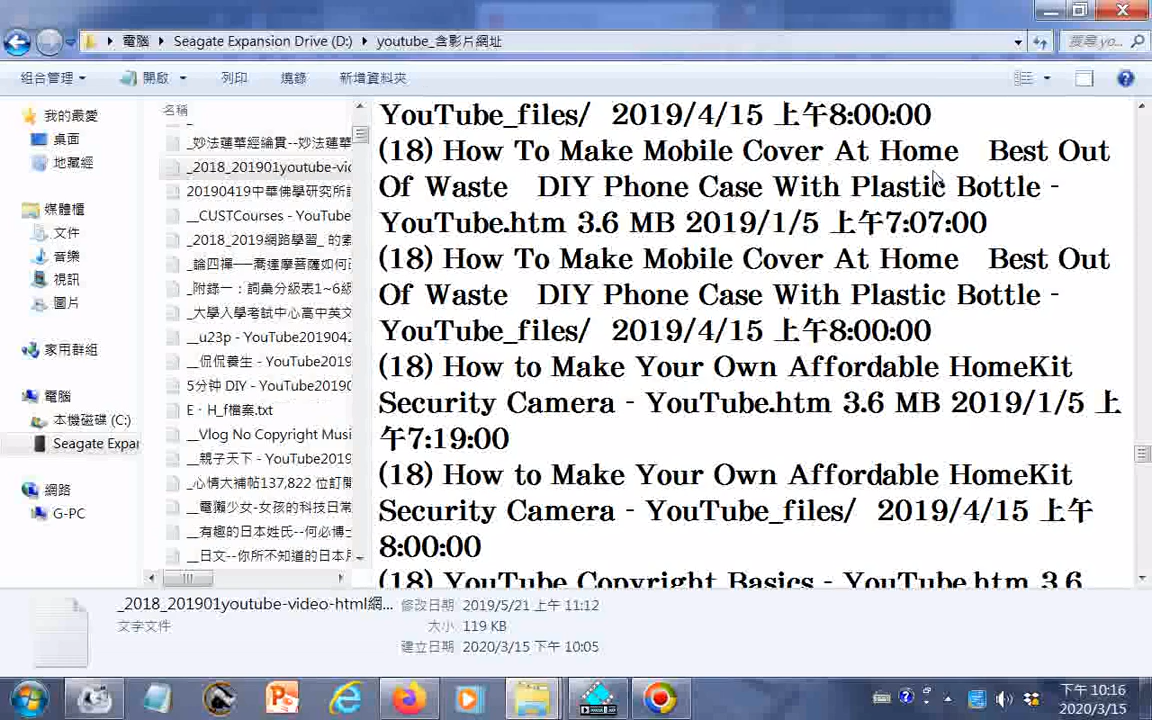 電腦 ▸ Seagate Expansion Drive (D:) ▸ youtube_含影片網址
搜尋 yo...
組合管理 開啟 列印 燒錄 新增資料夾
我的最愛
桌面
地藏經
媒體櫃
文件
音樂
視訊
圖片
家用群組
電腦
本機磁碟 (C:)
Seagate Expa
網路
G-PC
名稱
_妙法蓮華經論貫--妙法蓮華
_2018_201901youtube-vi
20190419中華佛學研究所
__CUSTCourses - YouTube
_2018_2019網路學習_ 的
_論四禪──喬達摩菩薩如何
_附錄一：詞彙分級表1~6級
_大學入學考試中心高中英文
__u23p - YouTube201904
__侃侃養生 - YouTube2019
5分钟 DIY - YouTube20190
E‧H_f檔案.txt
__Vlog No Copyright Musi
__親子天下 - YouTube2019
_心情大補帖137,822 位訂閱
__電獺少女-女孩的科技日常
__有趣的日本姓氏--何必博士
__日文--你所不知道的日本
YouTube_files/ 2019/4/15 上午8:00:00
(18) How To Make Mobile Cover At Home Best Out
Of Waste DIY Phone Case With Plastic Bottle -
YouTube.htm 3.6 MB 2019/1/5 上午7:07:00
(18) How To Make Mobile Cover At Home Best Out
Of Waste DIY Phone Case With Plastic Bottle -
YouTube_files/ 2019/4/15 上午8:00:00
(18) How to Make Your Own Affordable HomeKit
Security Camera - YouTube.htm 3.6 MB 2019/1/5 上
午7:19:00
(18) How to Make Your Own Affordable HomeKit
Security Camera - YouTube_files/ 2019/4/15 上午
8:00:00
(18) YouTube Copyright Basics - YouTube.htm 3.6
_2018_201901youtube-video-html網...
文字文件
修改日期 2019/5/21 上午 11:12
大小 119 KB
建立日期 2020/3/15 下午 10:05
下午 10:16
2020/3/15